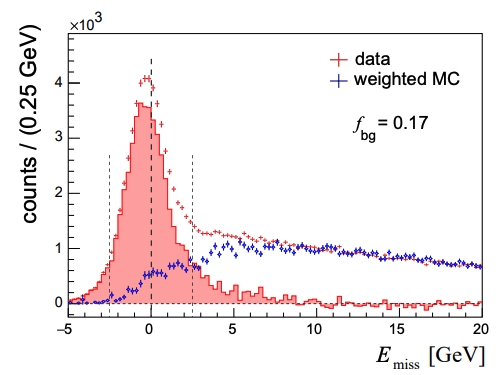 ×10³
counts / (0.25 GeV)
4
3
2
1
0
data
weighted MC
f_bg = 0.17
−5 0 5 10 15 20
E_miss [GeV]